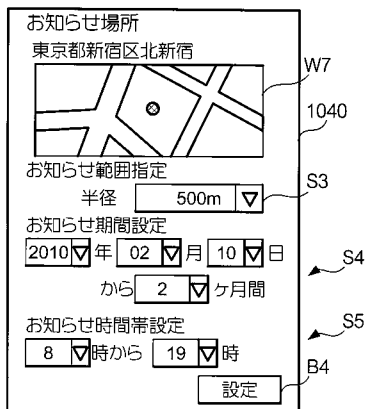 お知らせ場所
東京都新宿区北新宿
W7
1040
お知らせ範囲指定
半径 500m
S3
お知らせ期間設定
2010 年 02 月 10 日
S4
から 2 ヶ月間
S5
お知らせ時間帯設定
8 時から 19 時
B4
設定